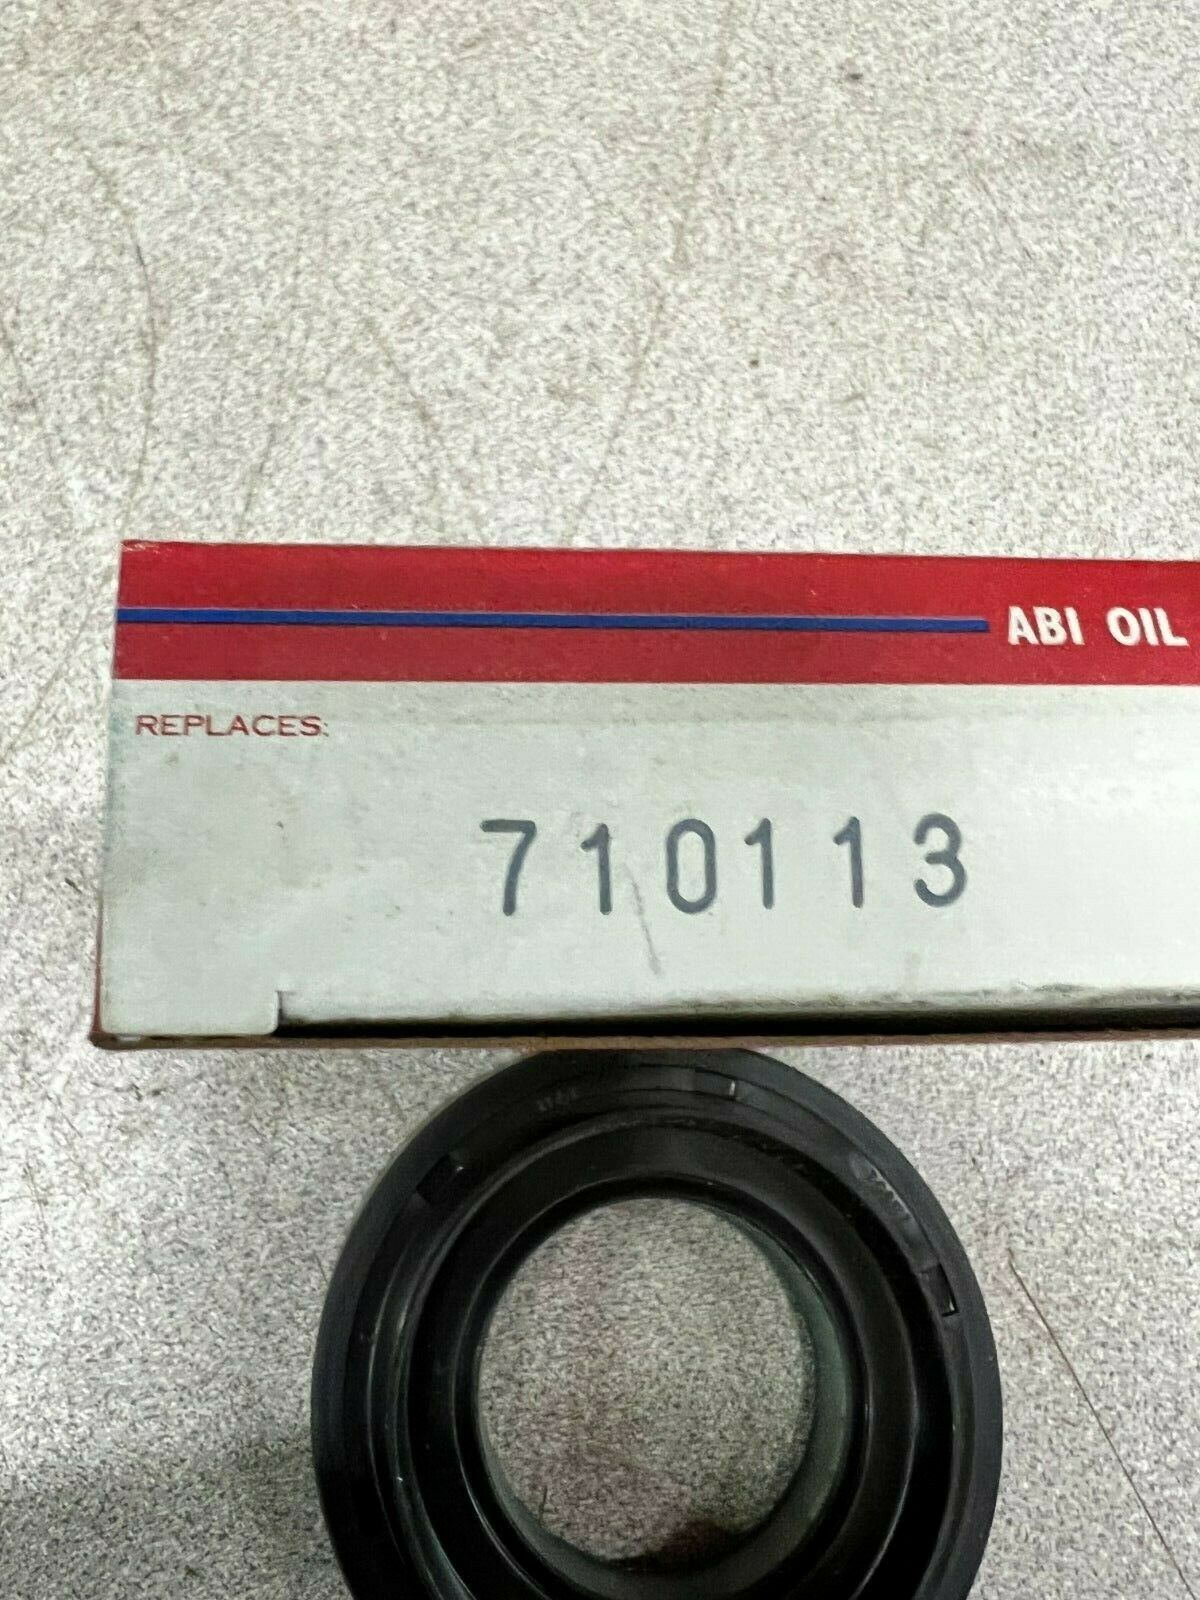 ABI OIL
REPLACES:
710113